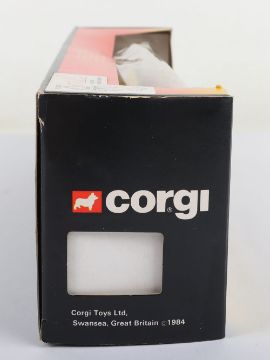 corgi
Corgi Toys Ltd,
Swansea, Great Britain c 1984